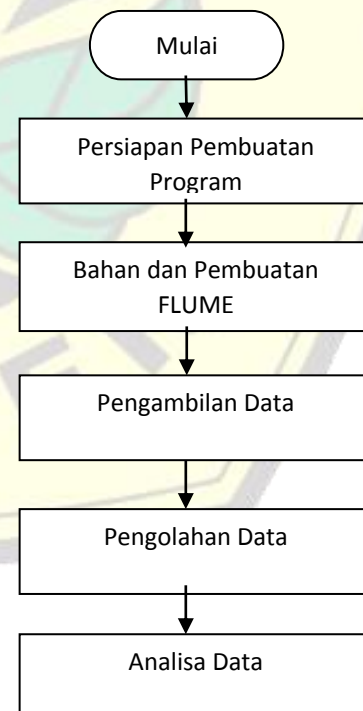 Mulai
Persiapan Pembuatan
Program
Bahan dan Pembuatan
FLUME
Pengambilan Data
Pengolahan Data
Analisa Data